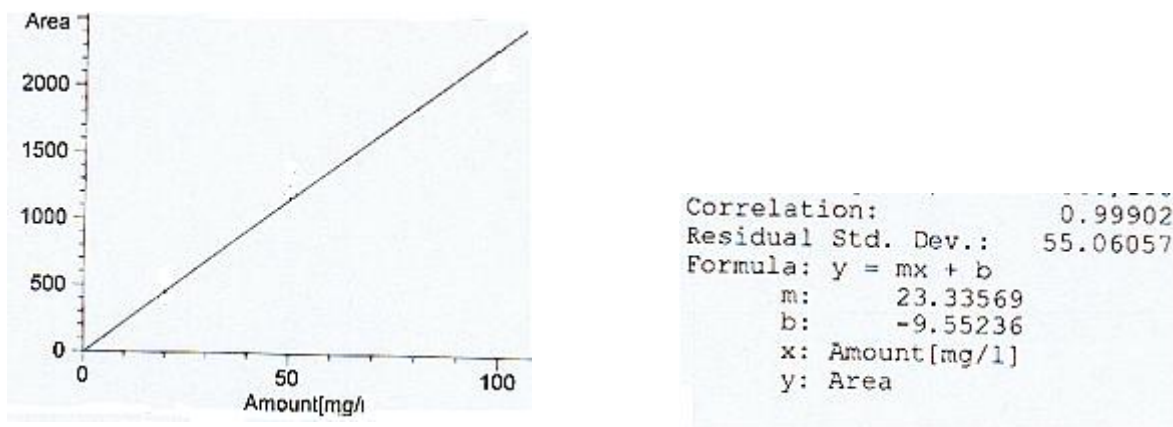 Area
2000
1500
1000
500
0
0 50 100
Amount[mg/l
Correlation: 0.99902
Residual Std. Dev.: 55.06057
Formula: y = mx + b
m: 23.33569
b: -9.55236
x: Amount[mg/l]
y: Area